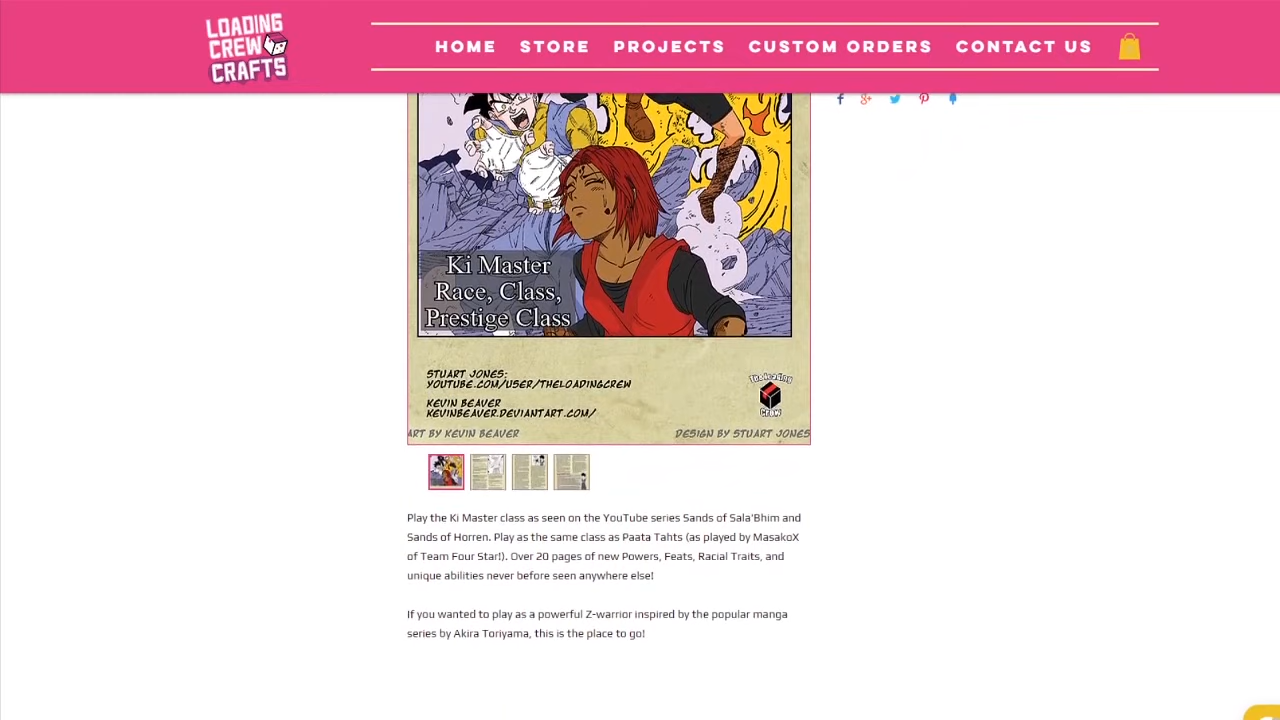 LOADING
CREW
CRAFTS
HOME STORE PROJECTS CUSTOM ORDERS CONTACT US
Ki Master
Race, Class,
Prestige Class
STUART JONES:
YOUTUBE.COM/USER/THELOADINGCREW
KEVIN BEAVER
KEVINBEAVER.DEVIANTART.COM/
The Loading
Crew
ART BY KEVIN BEAVER
DESIGN BY STUART JONES
Play the Ki Master class as seen on the YouTube series Sands of Sala'Bhim and
Sands of Horren. Play as the same class as Paata Tahts (as played by MasakoX
of Team Four Star!). Over 20 pages of new Powers, Feats, Racial Traits, and
unique abilities never before seen anywhere else!
If you wanted to play as a powerful Z-warrior inspired by the popular manga
series by Akira Toriyama, this is the place to go!